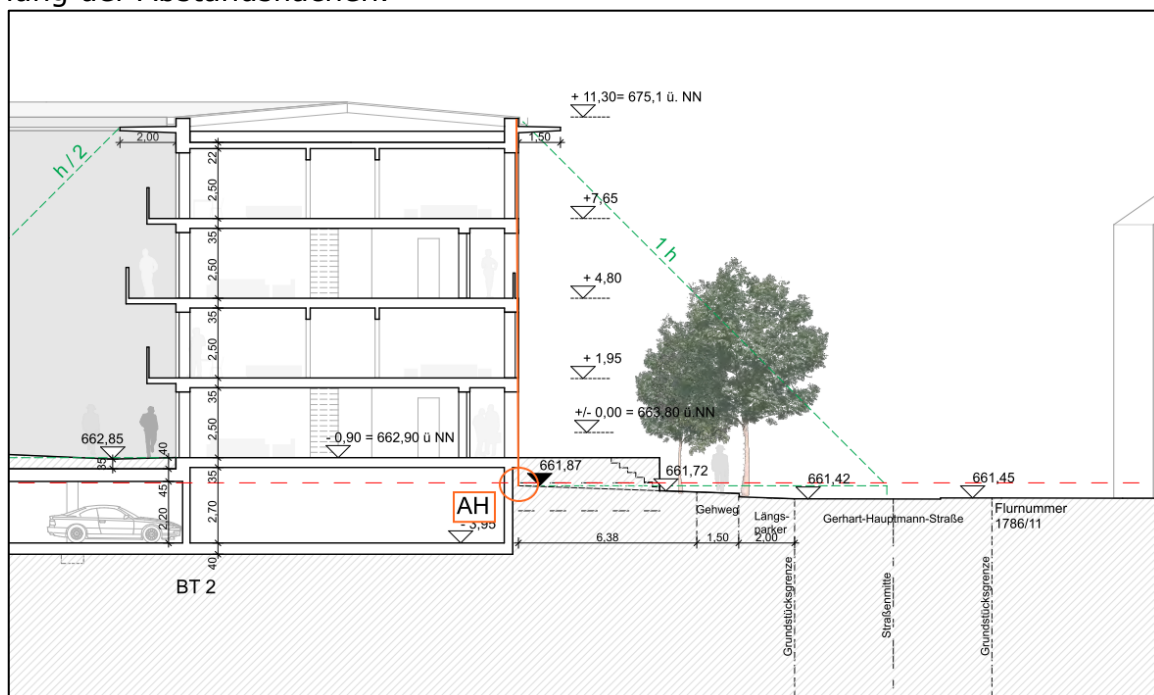 lung der Abstandsflächen.
+ 11,30= 675,1 ü. NN
2,00
1,50
h / 2
22
2.50
+7,65
35
1 h
2.50
+ 4,80
35
2.50
+ 1,95
35
2.50
+/- 0,00 = 663,80 ü.NN
662,85
- 0,90 = 662,90 ü NN
40
35
661,87
661,72
661,42
661,45
45
35
AH
Gehweg
Längs-
parker
Gerhart-Hauptmann-Straße
Flurnummer
1786/11
2.20
2.70
- 3,95
6,38
1,50
2,00
40
BT 2
Grundstücksgrenze
Straßenmitte
Grundstücksgrenze